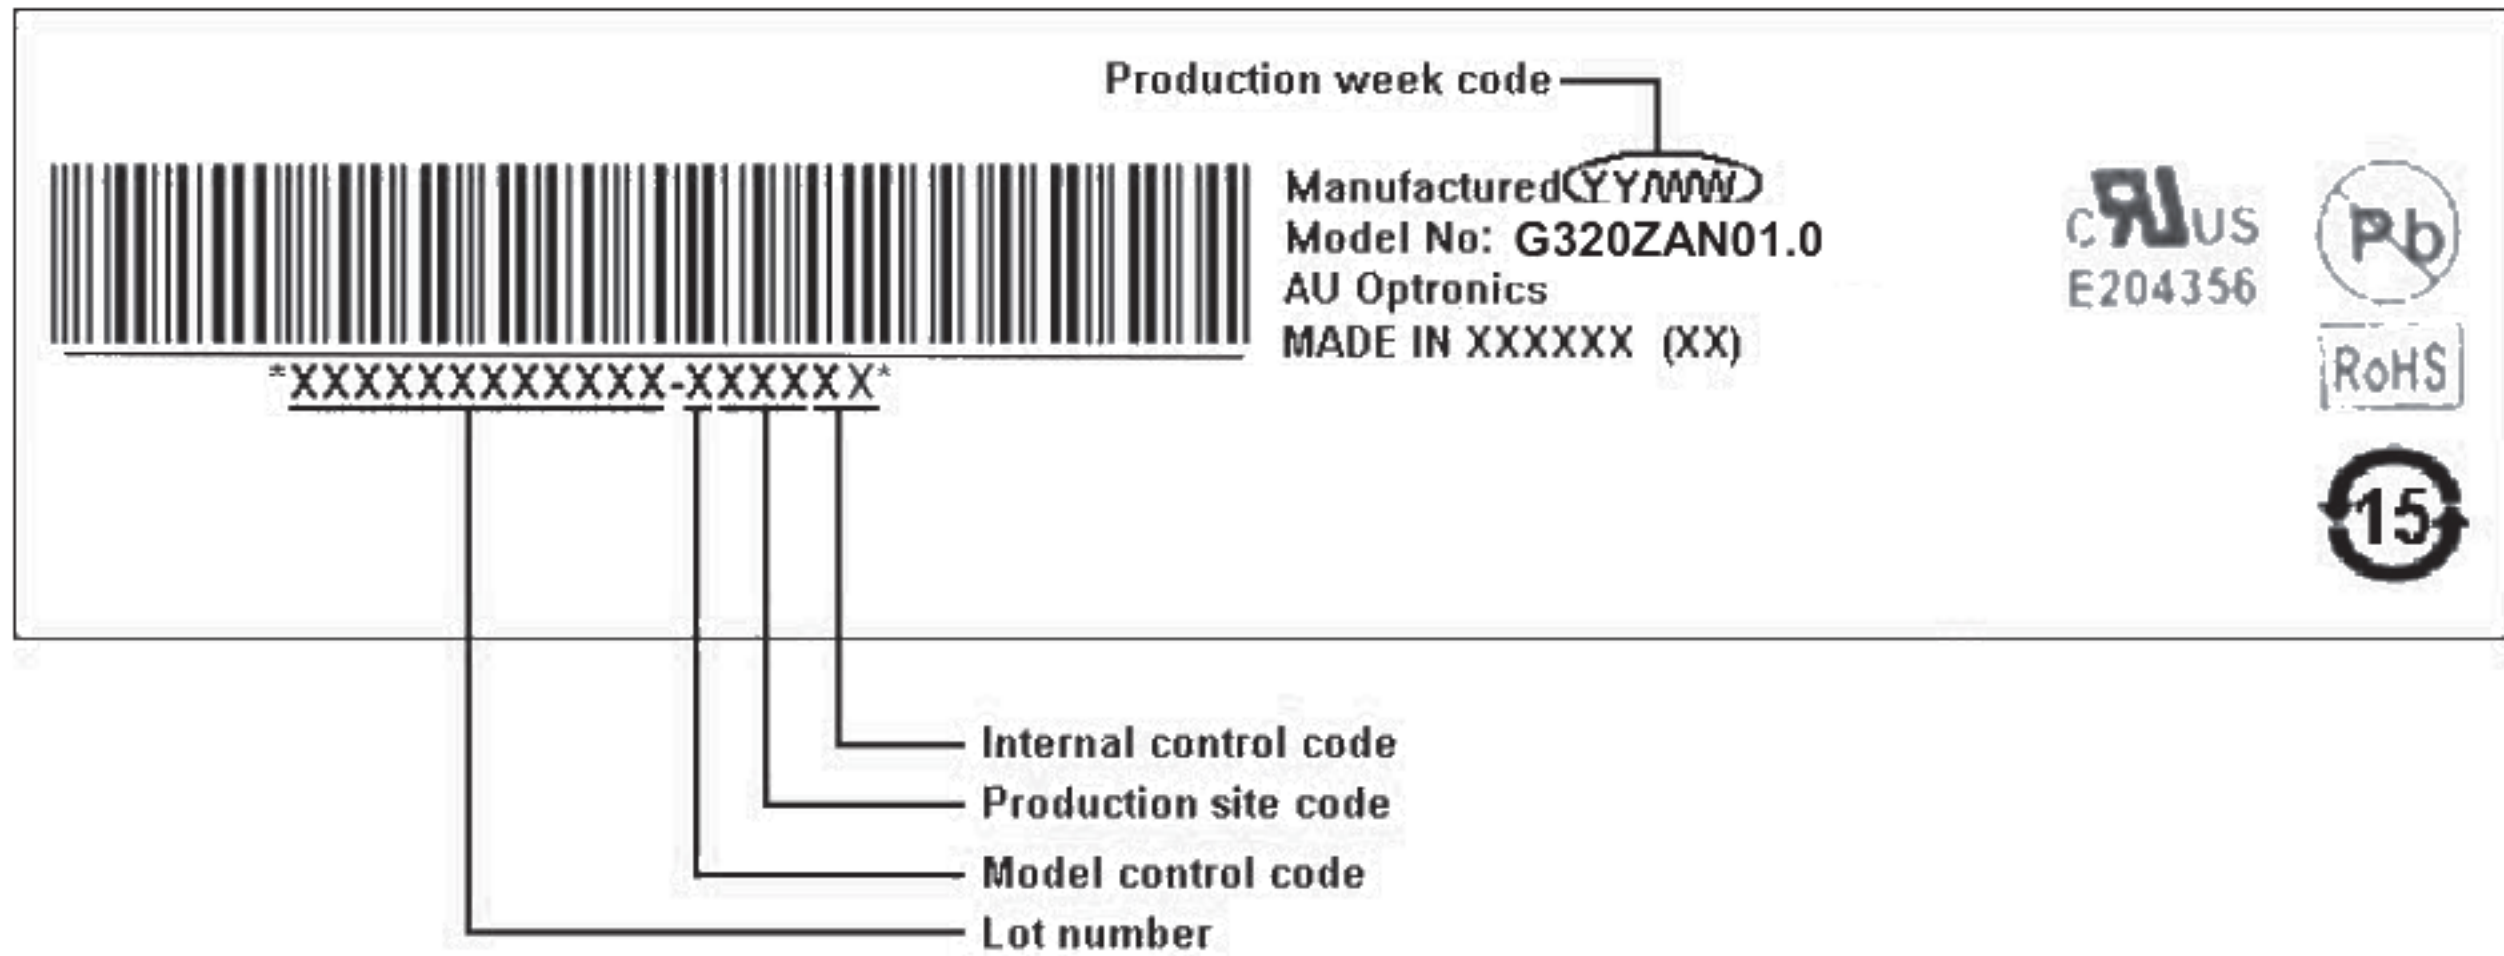 Production week code
Manufactured YY/WW
Model No: G320ZAN01.0
AU Optronics
MADE IN XXXXXX (XX)
*XXXXXXXXXXXX-XXXXXX*
C RU US
E204356
Pb
RoHS
15
Internal control code
Production site code
Model control code
Lot number